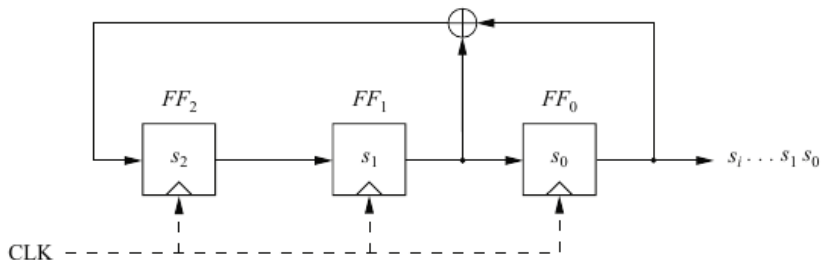 FF₂ FF₁ FF₀
s₂ s₁ s₀ sᵢ . . . s₁ s₀
CLK